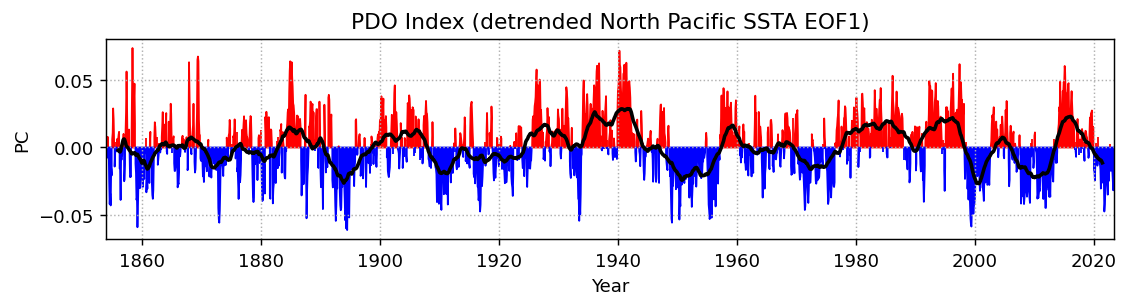 PDO Index (detrended North Pacific SSTA EOF1)
PC
0.05
0.00
−0.05
1860 1880 1900 1920 1940 1960 1980 2000 2020
Year